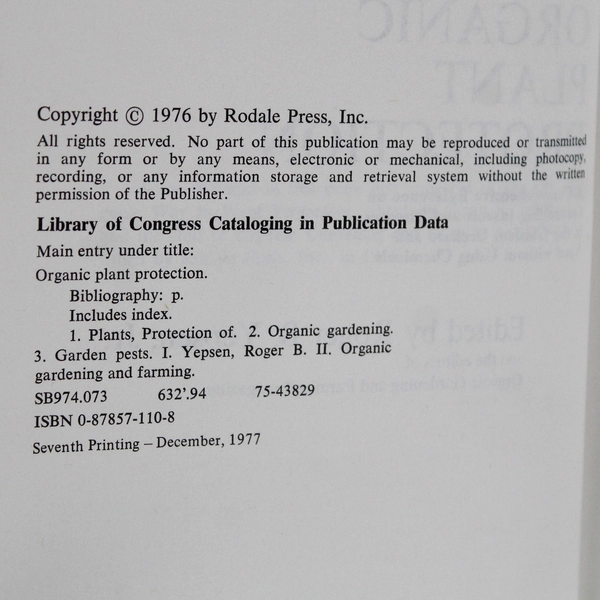 Copyright © 1976 by Rodale Press, Inc.
All rights reserved. No part of this publication may be reproduced or transmitted
in any form or by any means, electronic or mechanical, including photocopy,
recording, or any information storage and retrieval system without the written
permission of the Publisher.
Library of Congress Cataloging in Publication Data
Main entry under title:
Organic plant protection.
Bibliography: p.
Includes index.
1. Plants, Protection of. 2. Organic gardening.
3. Garden pests. I. Yepsen, Roger B. II. Organic
gardening and farming.
SB974.073 632'.94 75-43829
ISBN 0-87857-110-8
Seventh Printing – December, 1977